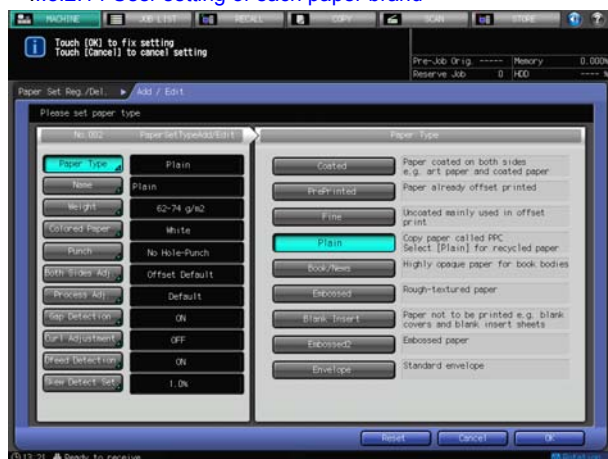 MACHINE JOB LIST RECALL COPY SCAN STORE
Touch [OK] to fix setting
Touch [Cancel] to cancel setting
Pre-Job Orig. ----- Memory 0.000%
Reserve Job 0 HDD ---- %
Paper Set Reg./Del. Add / Edit
Please set paper type
No.002 PaperSetTypeAdd/Edit
Paper Type
Paper Type Plain
Name Plain
Weight 62-74 g/m2
Colored Paper White
Punch No Hole-Punch
Both Sides Adj. Offset Default
Process Adj. Default
Gap Detection ON
Curl Adjustment OFF
Dfeed Detection ON
Skew Detect Set. 1.0%
Coated Paper coated on both sides
e.g. art paper and coated paper
PrePrinted Paper already offset printed
Fine Uncoated mainly used in offset
print
Plain Copy paper called PPC
Select [Plain] for recycled paper
Book/News Highly opaque paper for book bodies
Embossed Rough-textured paper
Blank Insert Paper not to be printed e.g. blank
covers and blank insert sheets
Embossed2 Embossed paper
Envelope Standard envelope
Reset Cancel OK
13:21 Ready to receive Rotation